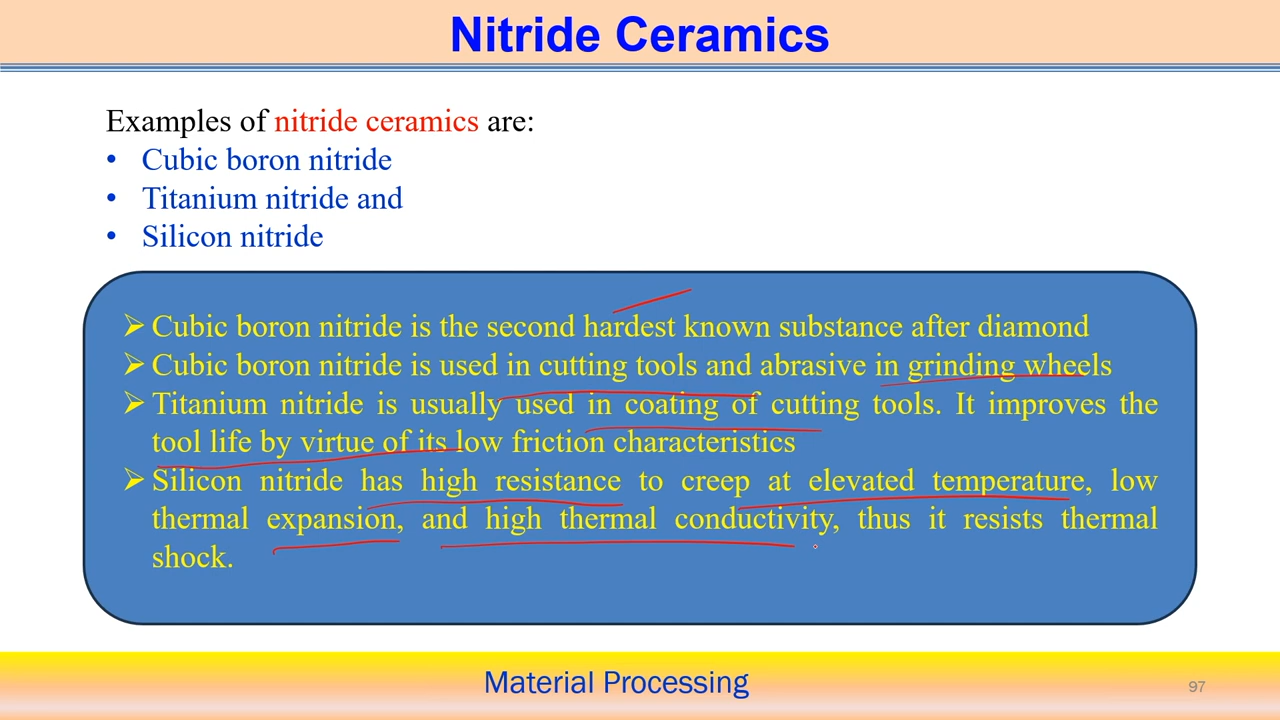 Nitride Ceramics
Examples of nitride ceramics are:
• Cubic boron nitride
• Titanium nitride and
• Silicon nitride
➢ Cubic boron nitride is the second hardest known substance after diamond
➢ Cubic boron nitride is used in cutting tools and abrasive in grinding wheels
➢ Titanium nitride is usually used in coating of cutting tools. It improves the
tool life by virtue of its low friction characteristics
➢ Silicon nitride has high resistance to creep at elevated temperature, low
thermal expansion, and high thermal conductivity, thus it resists thermal
shock.
Material Processing
97